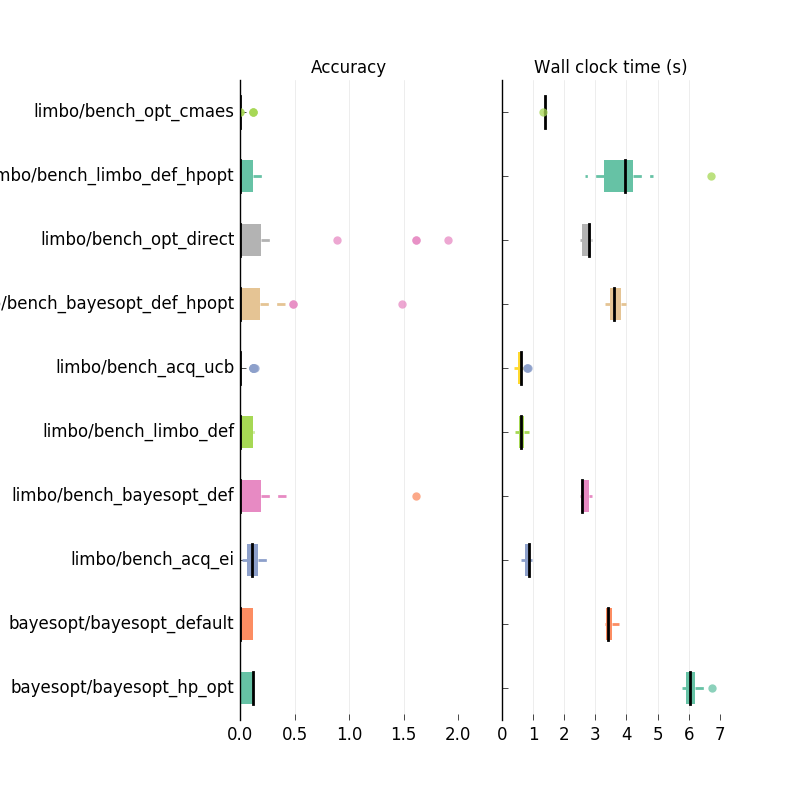 Accuracy
Wall clock time (s)
limbo/bench_opt_cmaes
mbo/bench_limbo_def_hpopt
limbo/bench_opt_direct
/bench_bayesopt_def_hpopt
limbo/bench_acq_ucb
limbo/bench_limbo_def
limbo/bench_bayesopt_def
limbo/bench_acq_ei
bayesopt/bayesopt_default
bayesopt/bayesopt_hp_opt
0.0 0.5 1.0 1.5 2.0
0 1 2 3 4 5 6 7